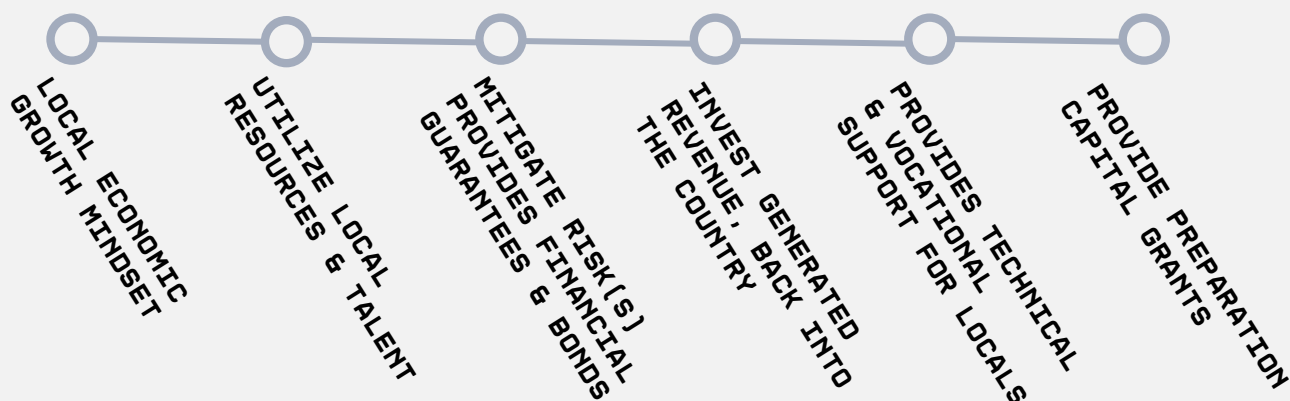 LOCAL ECONOMIC
GROWTH MINDSET
UTILIZE LOCAL
RESOURCES & TALENT
MITIGATE RISK(S)
PROVIDES FINANCIAL
GUARANTEES & BONDS
INVEST GENERATED
REVENUE, BACK INTO
THE COUNTRY
PROVIDES TECHNICAL
& VOCATIONAL
SUPPORT FOR LOCALS
PROVIDE PREPARATION
CAPITAL GRANTS